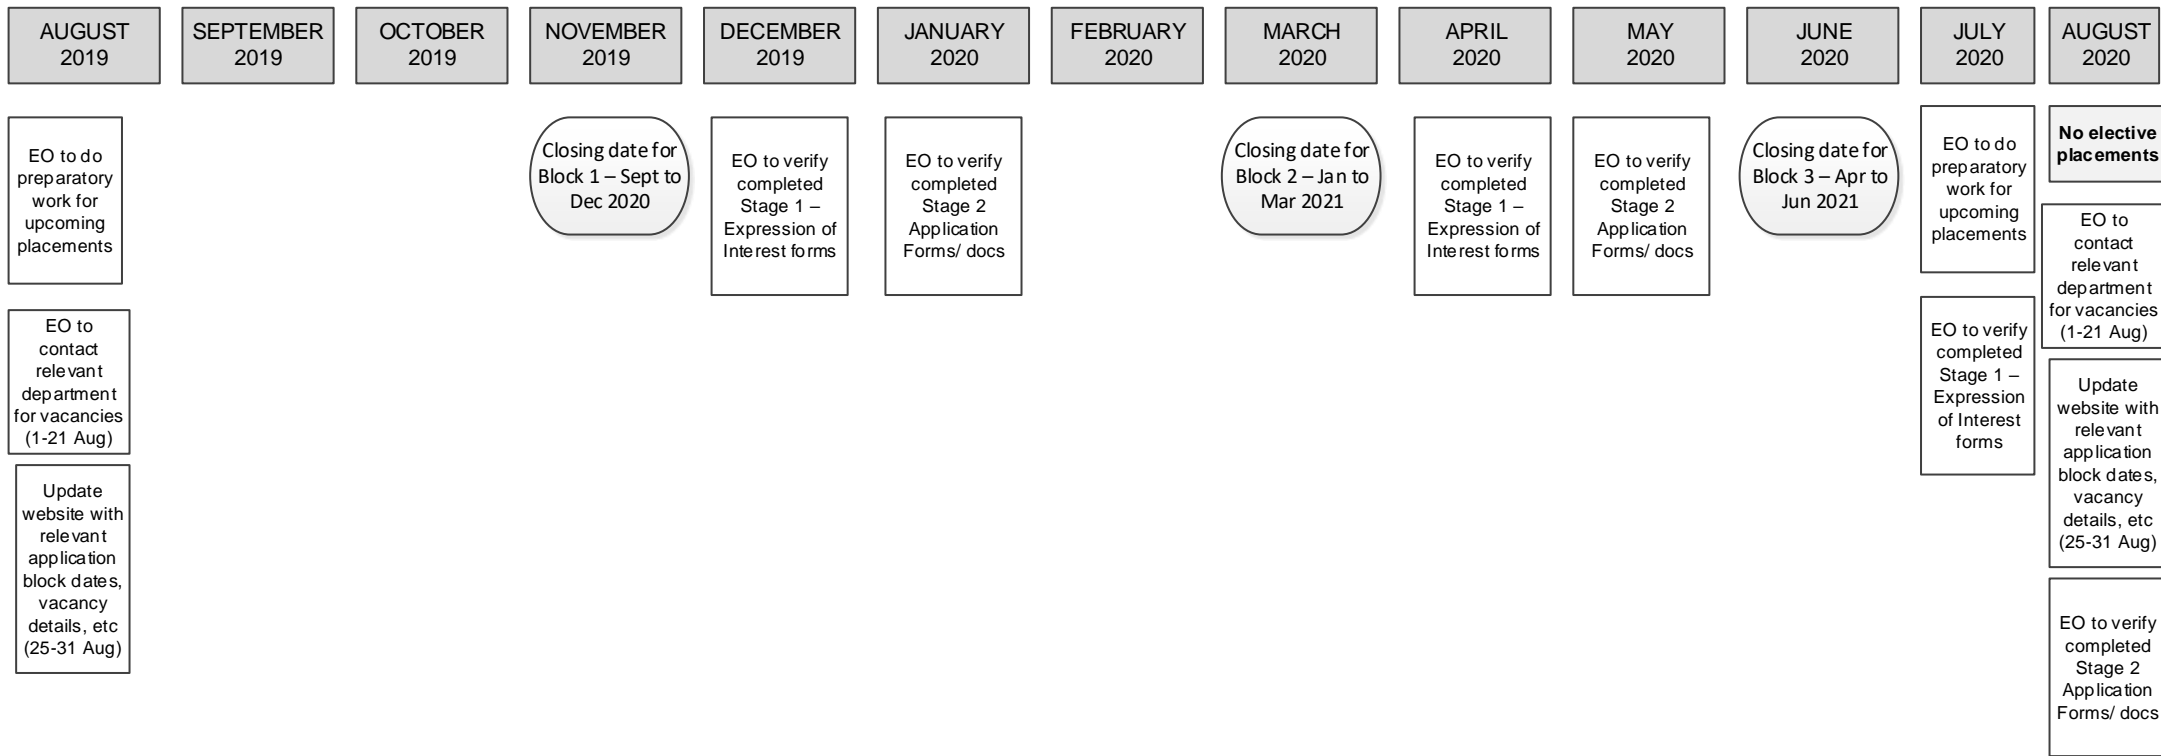 AUGUST
2019
SEPTEMBER
2019
OCTOBER
2019
NOVEMBER
2019
DECEMBER
2019
JANUARY
2020
FEBRUARY
2020
MARCH
2020
APRIL
2020
MAY
2020
JUNE
2020
JULY
2020
AUGUST
2020
EO to do
preparatory
work for
upcoming
placements
EO to
contact
relevant
department
for vacancies
(1-21 Aug)
Update
website with
relevant
application
block dates,
vacancy
details, etc
(25-31 Aug)
Closing date for
Block 1 – Sept to
Dec 2020
EO to verify
completed
Stage 1 –
Expression of
Interest forms
EO to verify
completed
Stage 2
Application
Forms/ docs
Closing date for
Block 2 – Jan to
Mar 2021
EO to verify
completed
Stage 1 –
Expression of
Interest forms
EO to verify
completed
Stage 2
Application
Forms/ docs
Closing date for
Block 3 – Apr to
Jun 2021
EO to do
preparatory
work for
upcoming
placements
EO to verify
completed
Stage 1 –
Expression
of Interest
forms
No elective
placements
EO to
contact
relevant
department
for vacancies
(1-21 Aug)
Update
website with
relevant
application
block dates,
vacancy
details, etc
(25-31 Aug)
EO to verify
completed
Stage 2
Application
Forms/ docs